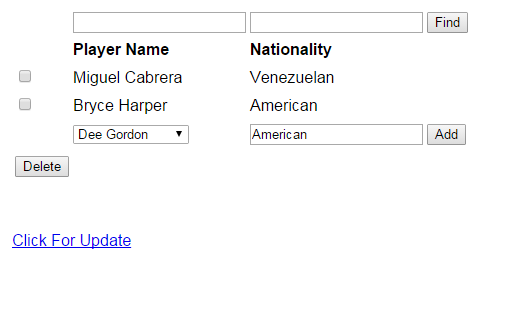 Find
Player Name Nationality
Miguel Cabrera Venezuelan
Bryce Harper American
Dee Gordon American Add
Delete
Click For Update